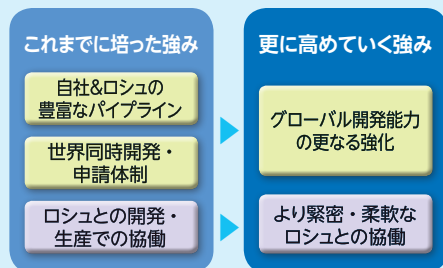 これまでに培った強み
自社&ロシュの
豊富なパイプライン
世界同時開発・
申請体制
ロシュとの開発・
生産での協働
更に高めていく強み
グローバル開発能力
の更なる強化
より緊密・柔軟な
ロシュとの協働